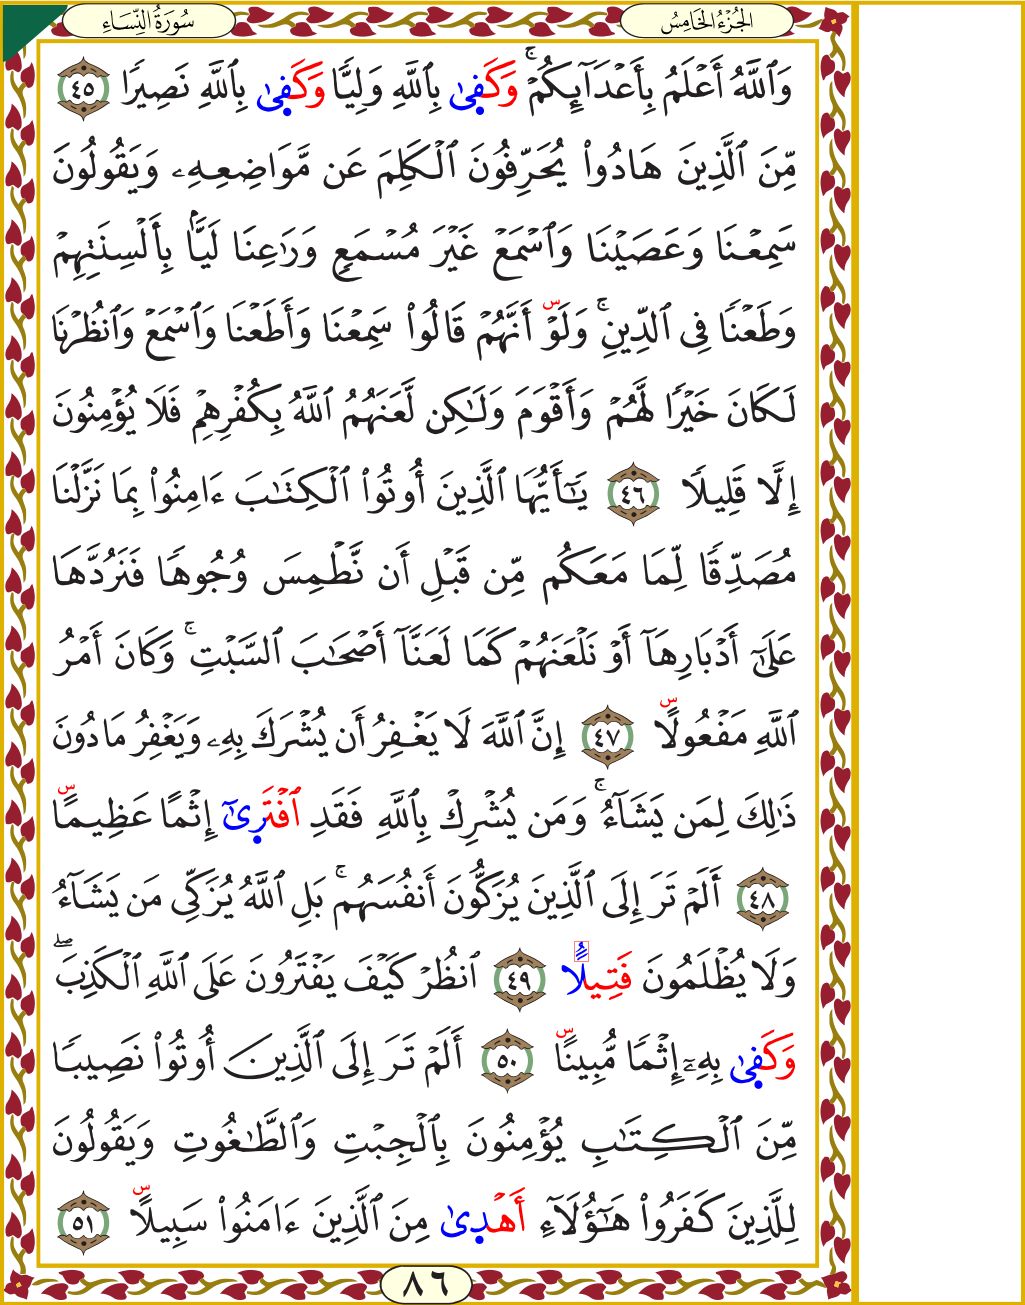 الجُزْءُ الخَامِسُ
سُورَةُ النِّسَاءِ
وَٱللَّهُ أَعْلَمُ بِأَعْدَآئِكُمْ ۚ وَكَفٜىٰ بِٱللَّهِ وَلِيًّا وَكَفٜىٰ بِٱللَّهِ نَصِيرًا ٤٥
مِّنَ ٱلَّذِينَ هَادُوا۟ يُحَرِّفُونَ ٱلْكَلِمَ عَن مَّوَاضِعِهِۦ وَيَقُولُونَ
سَمِعْنَا وَعَصَيْنَا وَٱسْمَعْ غَيْرَ مُسْمَعٍ وَرَٰعِنَا لَيًّۢا بِأَلْسِنَتِهِمْ
وَطَعْنًا فِى ٱلدِّينِ ۚ وَلَوْ أَنَّهُمْ قَالُوا۟ سَمِعْنَا وَأَطَعْنَا وَٱسْمَعْ وَٱنظُرْنَا
لَكَانَ خَيْرًا لَّهُمْ وَأَقْوَمَ وَلَـٰكِن لَّعَنَهُمُ ٱللَّهُ بِكُفْرِهِمْ فَلَا يُؤْمِنُونَ
إِلَّا قَلِيلًا ٤٦ يَـٰٓأَيُّهَا ٱلَّذِينَ أُوتُوا۟ ٱلْكِتَـٰبَ ءَامِنُوا۟ بِمَا نَزَّلْنَا
مُصَدِّقًا لِّمَا مَعَكُم مِّن قَبْلِ أَن نَّطْمِسَ وُجُوهًا فَنَرُدَّهَا
عَلَىٰٓ أَدْبَارِهَآ أَوْ نَلْعَنَهُمْ كَمَا لَعَنَّآ أَصْحَـٰبَ ٱلسَّبْتِ ۚ وَكَانَ أَمْرُ
ٱللَّهِ مَفْعُولًا ٤٧ إِنَّ ٱللَّهَ لَا يَغْفِرُ أَن يُشْرَكَ بِهِۦ وَيَغْفِرُ مَا دُونَ
ذَٰلِكَ لِمَن يَشَآءُ ۚ وَمَن يُشْرِكْ بِٱللَّهِ فَقَدِ ٱفْتَرٜىٰٓ إِثْمًا عَظِيمًا
٤٨ أَلَمْ تَرَ إِلَى ٱلَّذِينَ يُزَكُّونَ أَنفُسَهُم ۚ بَلِ ٱللَّهُ يُزَكِّى مَن يَشَآءُ
وَلَا يُظْلَمُونَ فَتِيلًا ٤٩ ٱنظُرْ كَيْفَ يَفْتَرُونَ عَلَى ٱللَّهِ ٱلْكَذِبَ ۖ
وَكَفٜىٰ بِهِۦٓ إِثْمًا مُّبِينًا ٥٠ أَلَمْ تَرَ إِلَى ٱلَّذِينَ أُوتُوا۟ نَصِيبًا
مِّنَ ٱلْكِتَـٰبِ يُؤْمِنُونَ بِٱلْجِبْتِ وَٱلطَّـٰغُوتِ وَيَقُولُونَ
لِلَّذِينَ كَفَرُوا۟ هَـٰٓؤُلَآءِ أَهْدٜىٰ مِنَ ٱلَّذِينَ ءَامَنُوا۟ سَبِيلًا ٥١
٨٦